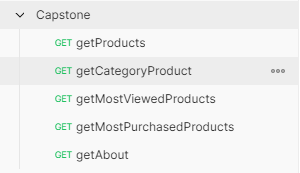 Capstone
GET getProducts
GET getCategoryProduct
GET getMostViewedProducts
GET getMostPurchasedProducts
GET getAbout